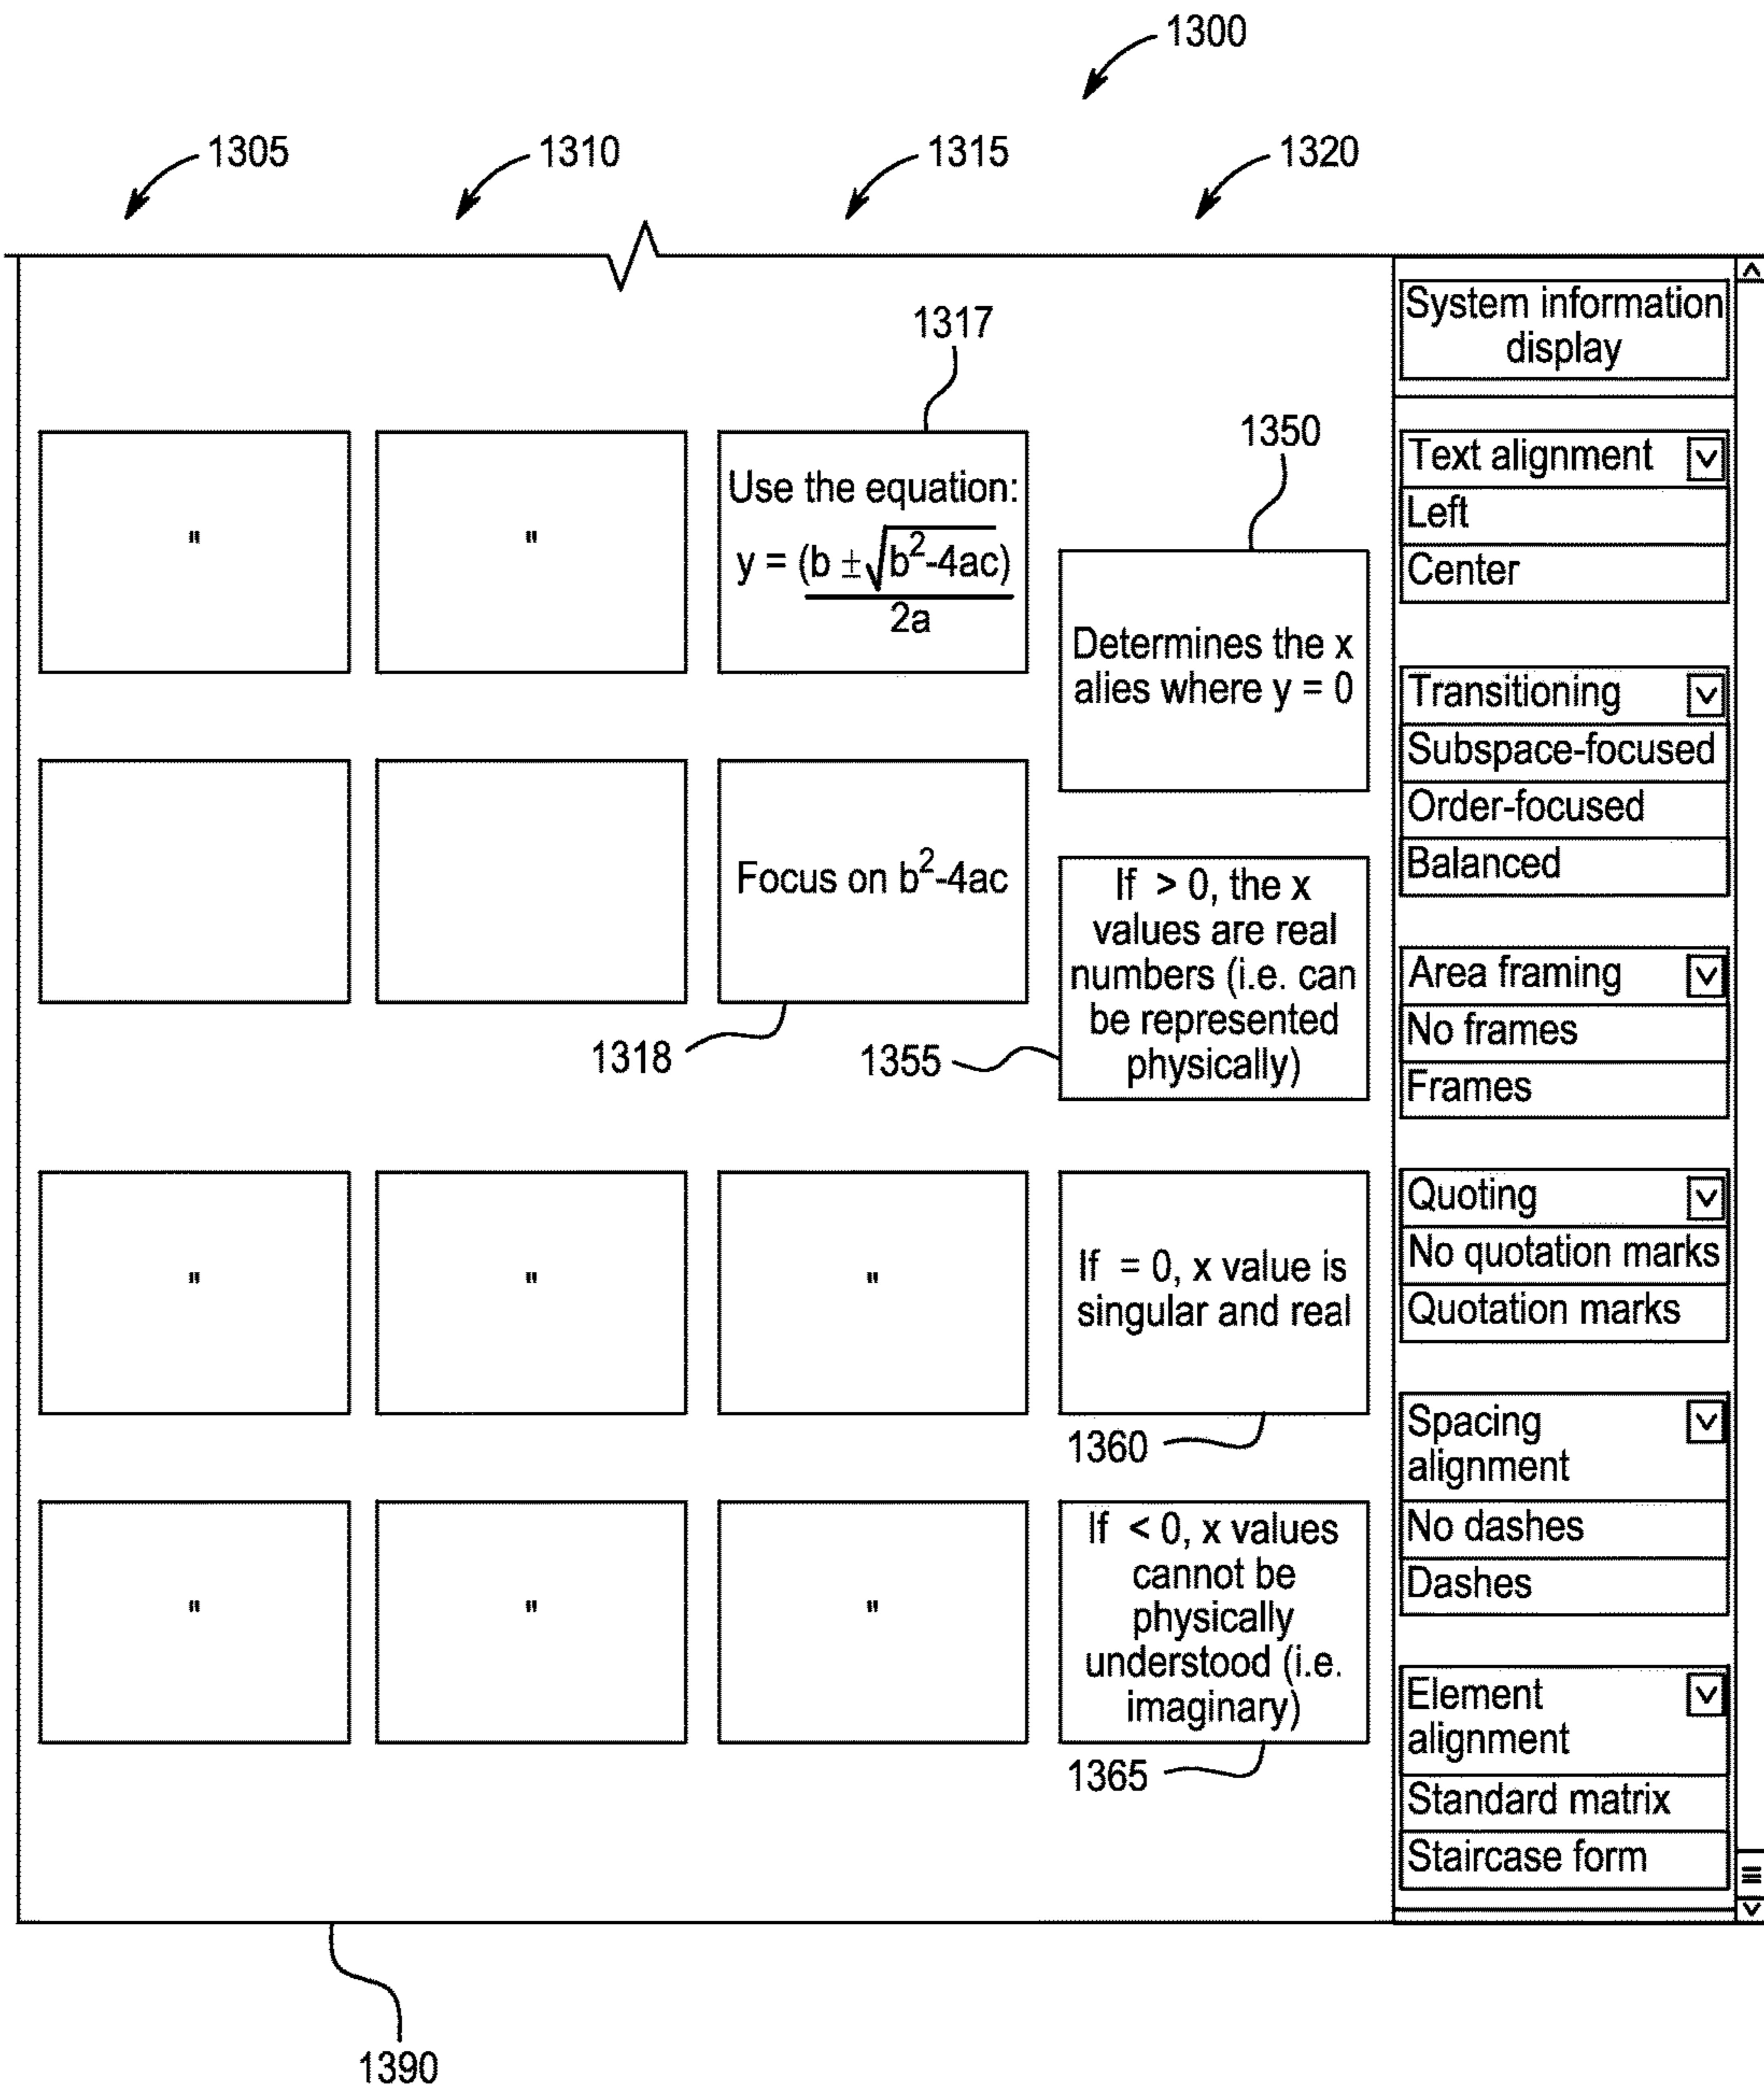 1300
1305
1310
1315
1320
1317
1350
"
"
Use the equation:
y = (b ± √b²-4ac)
2a
Determines the x
alies where y = 0
Focus on b²-4ac
1318
1355
If > 0, the x
values are real
numbers (i.e. can
be represented
physically)
"
"
"
If = 0, x value is
singular and real
1360
"
"
"
If < 0, x values
cannot be
physically
understood (i.e.
imaginary)
1365
1390
System information
display
Text alignment
Left
Center
Transitioning
Subspace-focused
Order-focused
Balanced
Area framing
No frames
Frames
Quoting
No quotation marks
Quotation marks
Spacing
alignment
No dashes
Dashes
Element
alignment
Standard matrix
Staircase form